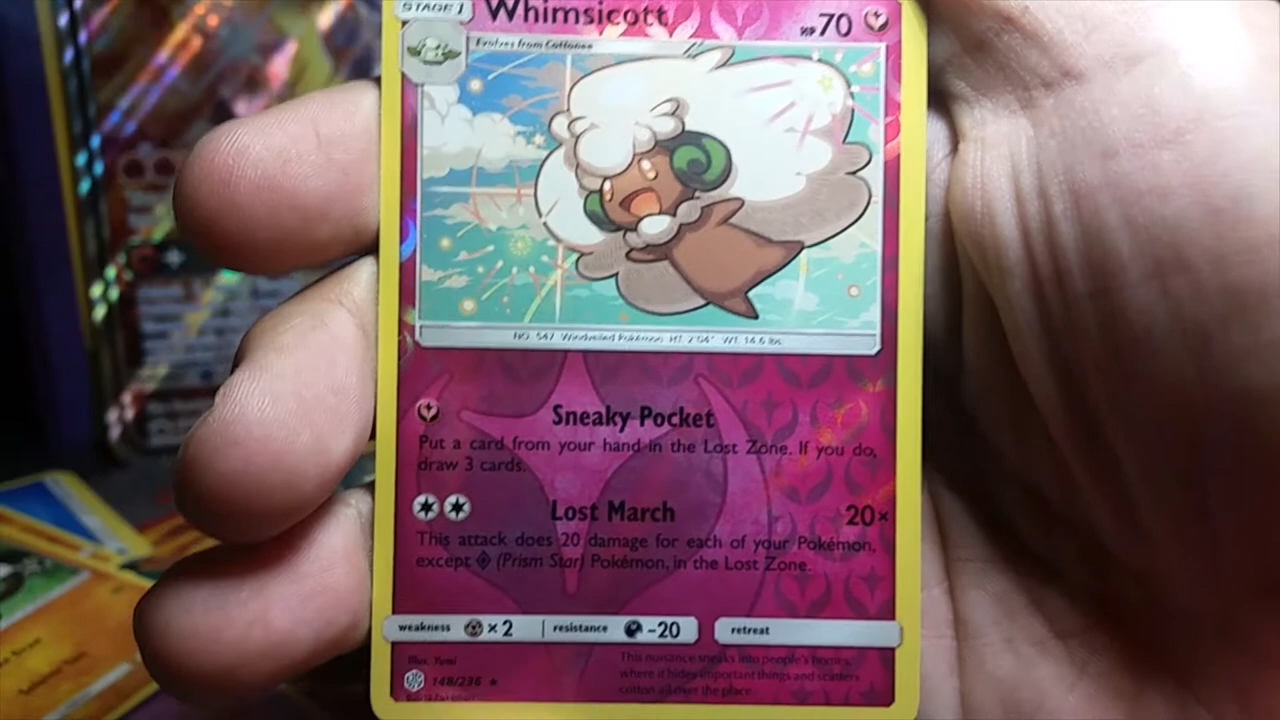 STAGE 1
Whimsicott
HP70
Evolves from Cottonee
NO. 547 Windveiled Pokémon HT: 2'04" WT: 14.6 lbs
Sneaky Pocket
Put a card from your hand in the Lost Zone. If you do,
draw 3 cards.
Lost March 20×
This attack does 20 damage for each of your Pokémon,
except (Prism Star) Pokémon, in the Lost Zone.
weakness ×2 resistance -20 retreat
Illus. Yumi
This nuisance sneaks into people's homes,
where it hides important things and scatters
cotton all over the place.
148/236 ★